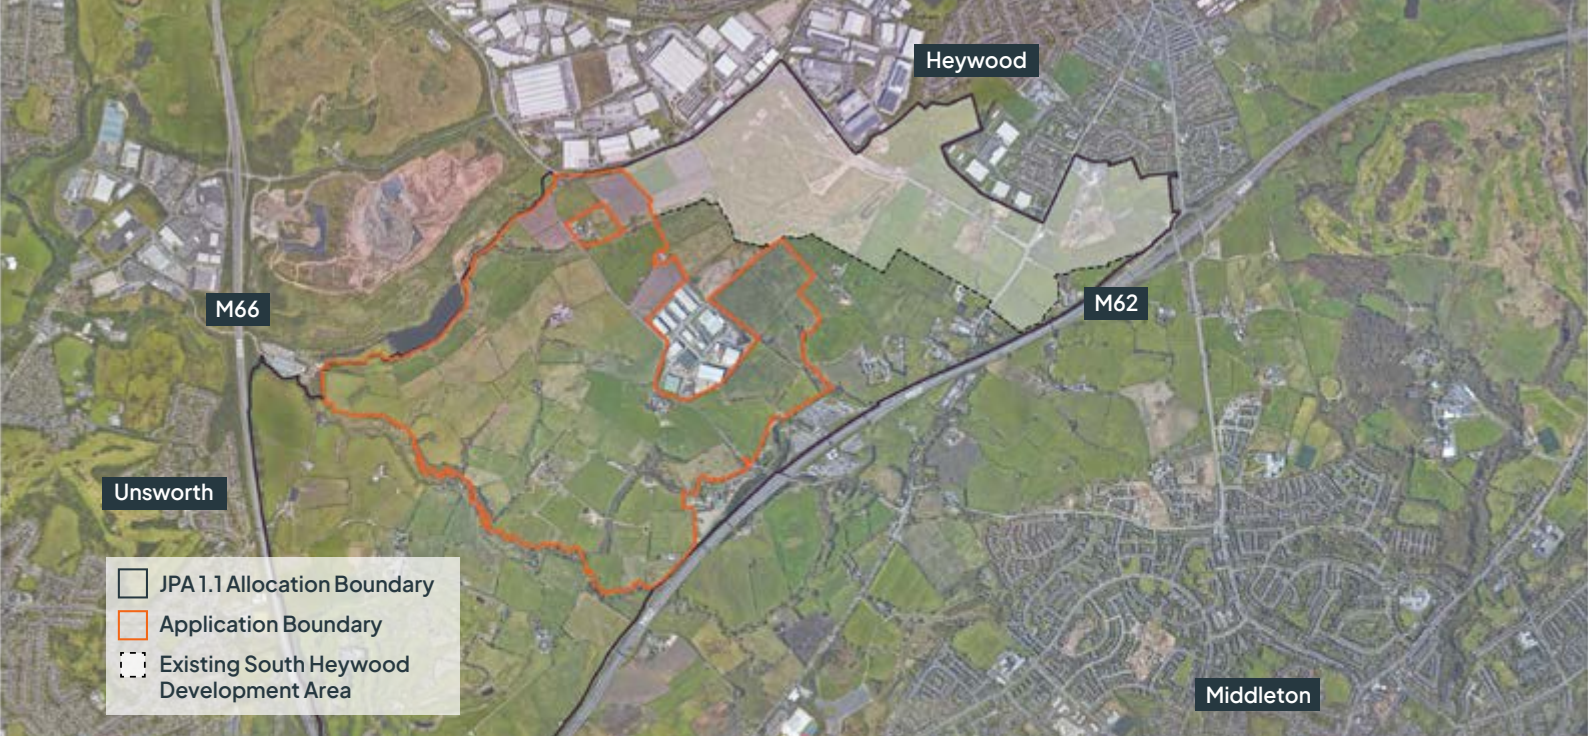 Heywood
M66
M62
Unsworth
JPA 1.1 Allocation Boundary
Application Boundary
Existing South Heywood
Development Area
Middleton